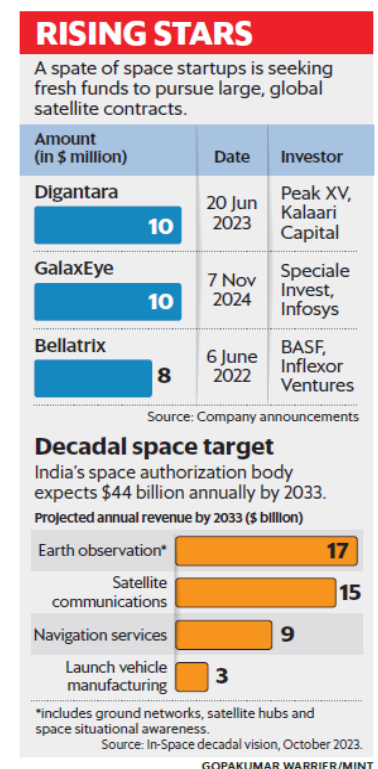 RISING STARS
A spate of space startups is seeking
fresh funds to pursue large, global
satellite contracts.
Amount
(in $ million)
Date
Investor
Digantara
10
20 Jun
2023
Peak XV,
Kalaari
Capital
GalaxEye
10
7 Nov
2024
Speciale
Invest,
Infosys
Bellatrix
8
6 June
2022
BASF,
Inflexor
Ventures
Source: Company announcements
Decadal space target
India's space authorization body
expects $44 billion annually by 2033.
Projected annual revenue by 2033 ($ billion)
Earth observation*
17
Satellite
communications
15
Navigation services
9
Launch vehicle
manufacturing
3
*includes ground networks, satellite hubs and
space situational awareness.
Source: In-Space decadal vision, October 2023.
GOPAKUMAR WARRIER/MINT